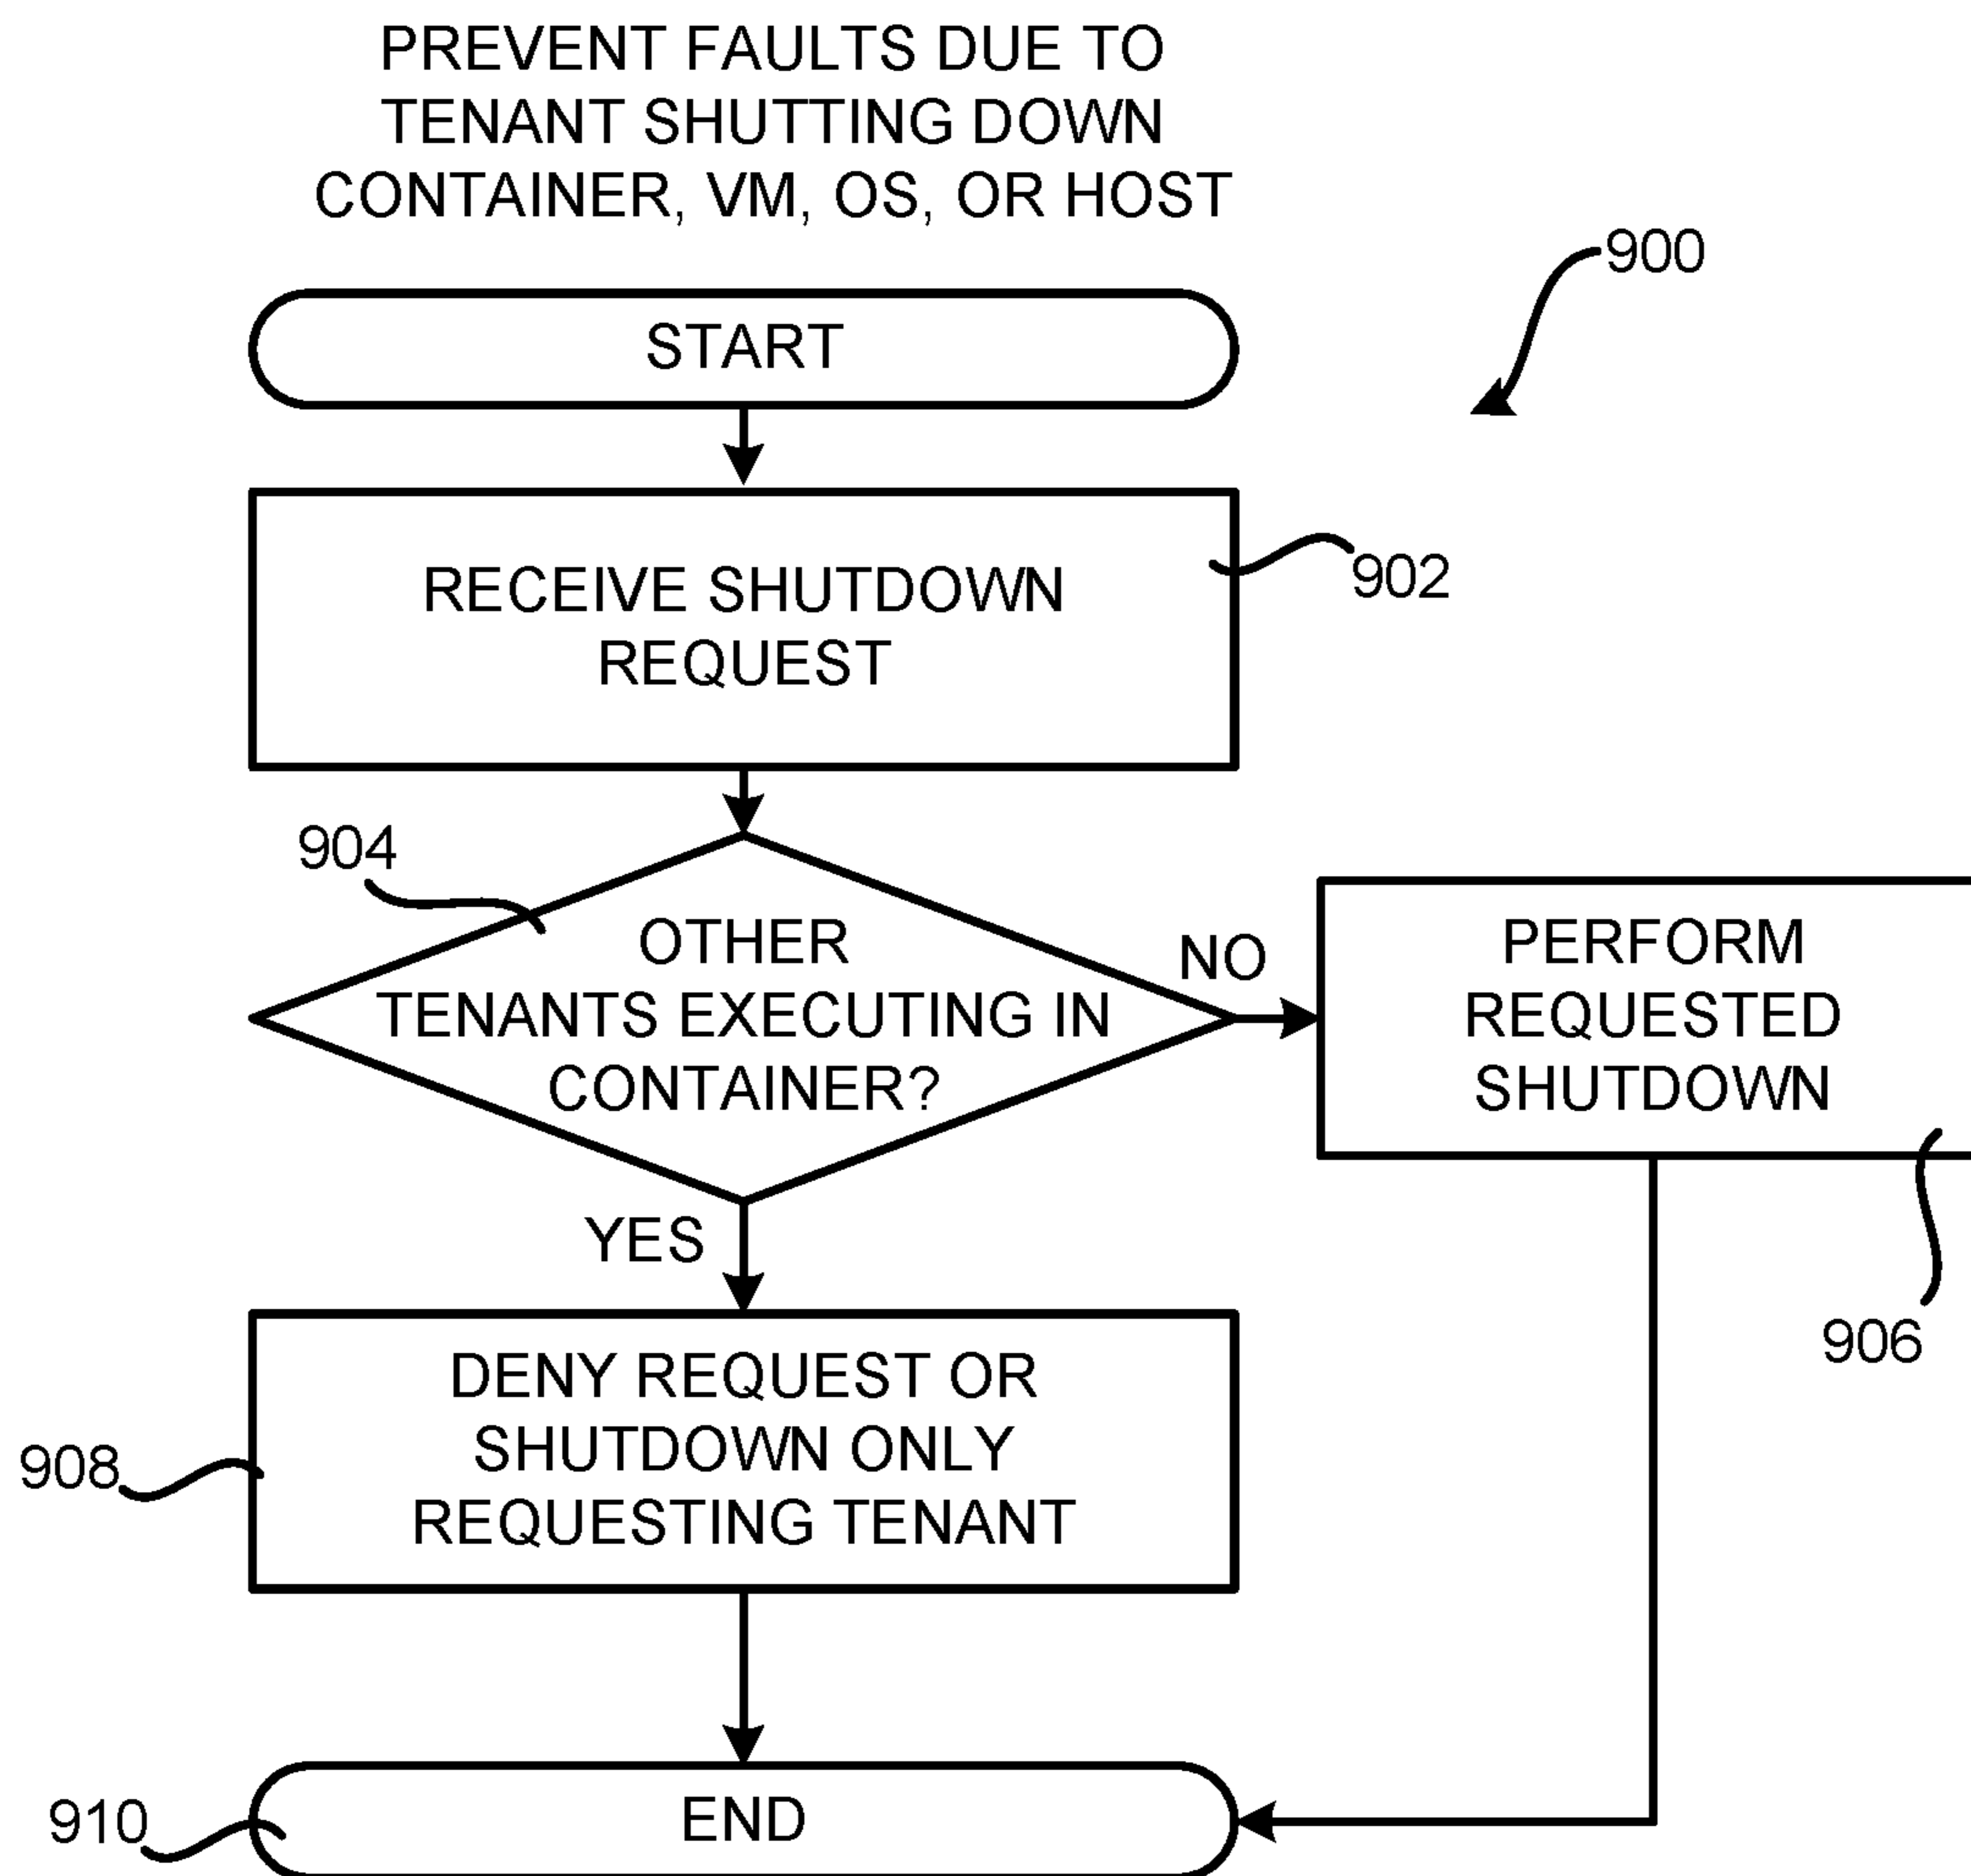 PREVENT FAULTS DUE TO
TENANT SHUTTING DOWN
CONTAINER, VM, OS, OR HOST
900
START
RECEIVE SHUTDOWN
REQUEST
902
904
OTHER
TENANTS EXECUTING IN
CONTAINER?
NO
PERFORM
REQUESTED
SHUTDOWN
906
YES
DENY REQUEST OR
SHUTDOWN ONLY
REQUESTING TENANT
908
END
910